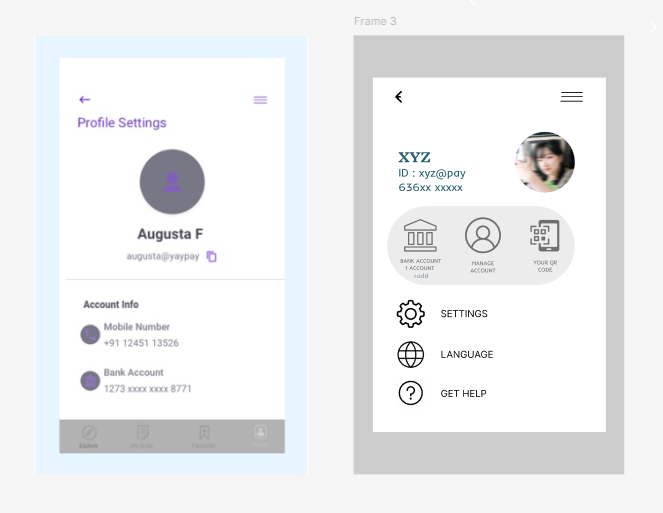 Frame 3
Profile Settings
Augusta F
augusta@yaypay
Account Info
Mobile Number
+91 12451 13526
Bank Account
1273 xxxx xxxx 8771
Explore
Favourite
XYZ
ID : xyz@pay
636xx xxxxx
BANK ACCOUNT
1 ACCOUNT
+add
MANAGE
ACCOUNT
YOUR QR
CODE
SETTINGS
LANGUAGE
GET HELP